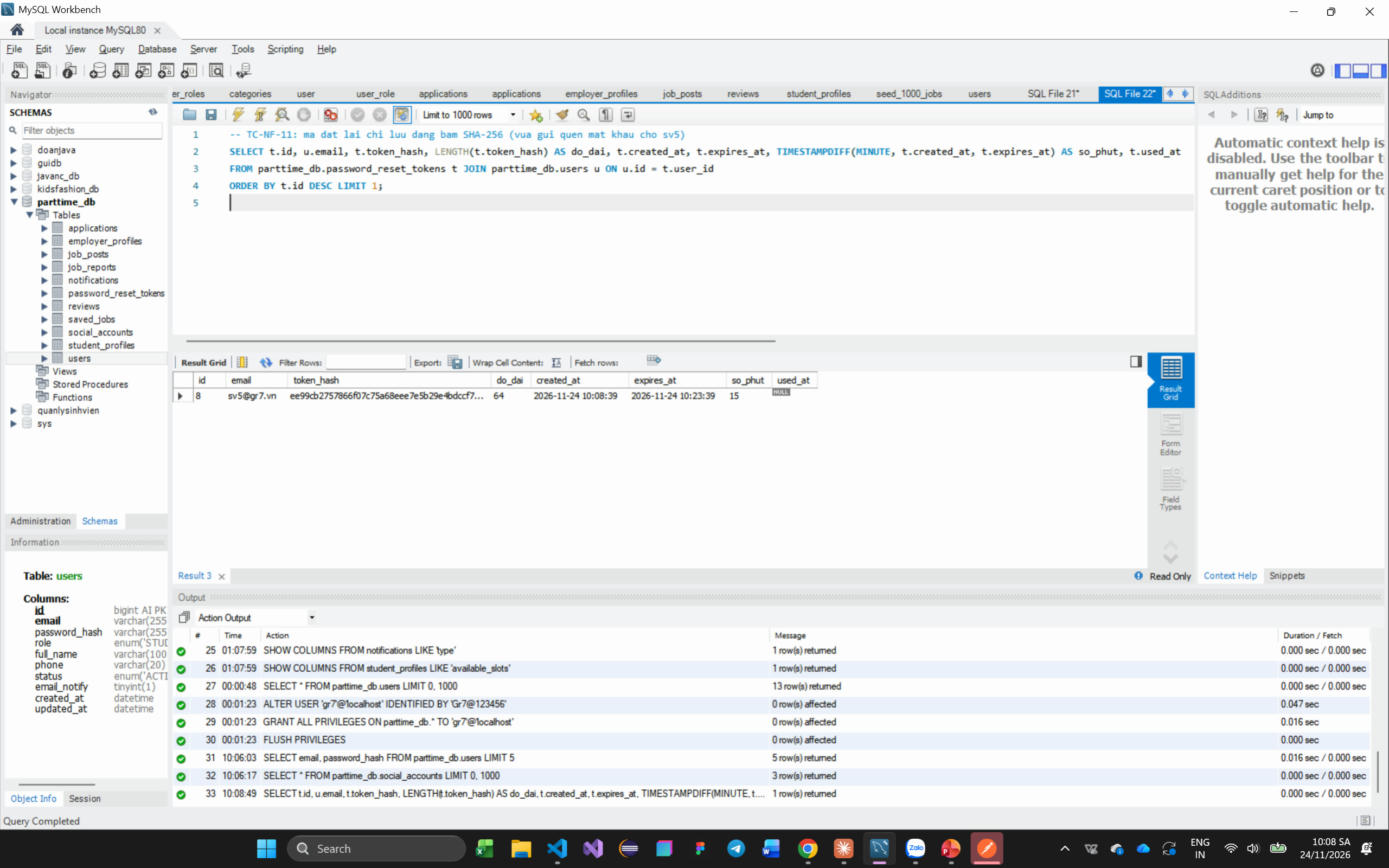 MySQL Workbench
Local instance MySQL80
File Edit View Query Database Server Tools Scripting Help
Navigator
SCHEMAS
Filter objects
doanjava
guidb
javanc_db
kidsfashion_db
parttime_db
Tables
applications
employer_profiles
job_posts
job_reports
notifications
password_reset_tokens
reviews
saved_jobs
social_accounts
student_profiles
users
Views
Stored Procedures
Functions
quanlysinhvien
sys
Administration Schemas
Information
Table: users
Columns:
id bigint AI PK
email varchar(255
password_hash varchar(255
role enum('STUD
full_name varchar(100
phone varchar(20)
status enum('ACTI
email_notify tinyint(1)
created_at datetime
updated_at datetime
Object Info Session
Query Completed
er_roles categories user user_role applications applications employer_profiles job_posts reviews student_profiles seed_1000_jobs users SQL File 21* SQL File 22*
Limit to 1000 rows
1 -- TC-NF-11: ma dat lai chi luu dang bam SHA-256 (vua gui quen mat khau cho sv5)
2 SELECT t.id, u.email, t.token_hash, LENGTH(t.token_hash) AS do_dai, t.created_at, t.expires_at, TIMESTAMPDIFF(MINUTE, t.created_at, t.expires_at) AS so_phut, t.used_at
3 FROM parttime_db.password_reset_tokens t JOIN parttime_db.users u ON u.id = t.user_id
4 ORDER BY t.id DESC LIMIT 1;
5
Result Grid Filter Rows: Export: Wrap Cell Content: Fetch rows:
id email token_hash do_dai created_at expires_at so_phut used_at
8 sv5@gr7.vn ee99cb2757866f07c75a68eee7e5b29e4bdccf7... 64 2026-11-24 10:08:39 2026-11-24 10:23:39 15 NULL
Result Grid
Form Editor
Field Types
Result 3
Read Only
SQLAdditions
Jump to
Automatic context help is
disabled. Use the toolbar t
manually get help for the
current caret position or to
toggle automatic help.
Context Help Snippets
Output
Action Output
# Time Action Message Duration / Fetch
25 01:07:59 SHOW COLUMNS FROM notifications LIKE 'type' 1 row(s) returned 0.000 sec / 0.000 sec
26 01:07:59 SHOW COLUMNS FROM student_profiles LIKE 'available_slots' 1 row(s) returned 0.000 sec / 0.000 sec
27 00:00:48 SELECT * FROM parttime_db.users LIMIT 0, 1000 13 row(s) returned 0.000 sec / 0.000 sec
28 00:01:23 ALTER USER 'gr7'@'localhost' IDENTIFIED BY 'Gr7@123456' 0 row(s) affected 0.047 sec
29 00:01:23 GRANT ALL PRIVILEGES ON parttime_db.* TO 'gr7'@'localhost' 0 row(s) affected 0.016 sec
30 00:01:23 FLUSH PRIVILEGES 0 row(s) affected 0.000 sec
31 10:06:03 SELECT email, password_hash FROM parttime_db.users LIMIT 5 5 row(s) returned 0.016 sec / 0.000 sec
32 10:06:17 SELECT * FROM parttime_db.social_accounts LIMIT 0, 1000 3 row(s) returned 0.000 sec / 0.000 sec
33 10:08:49 SELECT t.id, u.email, t.token_hash, LENGTH(t.token_hash) AS do_dai, t.created_at, t.expires_at, TIMESTAMPDIFF(MINUTE, t.... 1 row(s) returned 0.000 sec / 0.000 sec
Search
ENG
IN
10:08 SA
24/11/2026